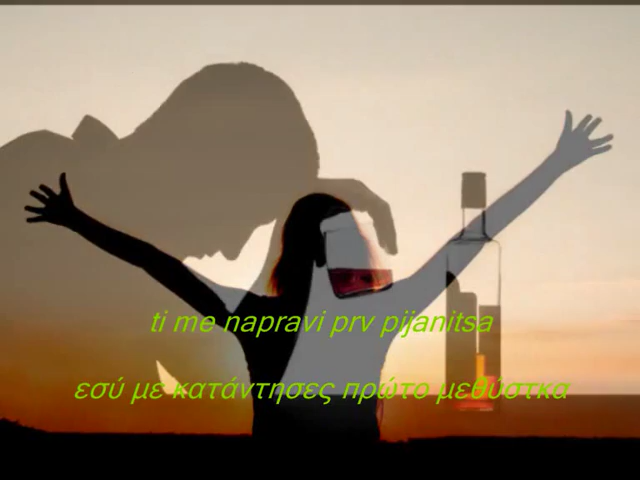 ti me napravi prv pijanitsa
εσύ με κατάντησες πρώτο μεθύστκα